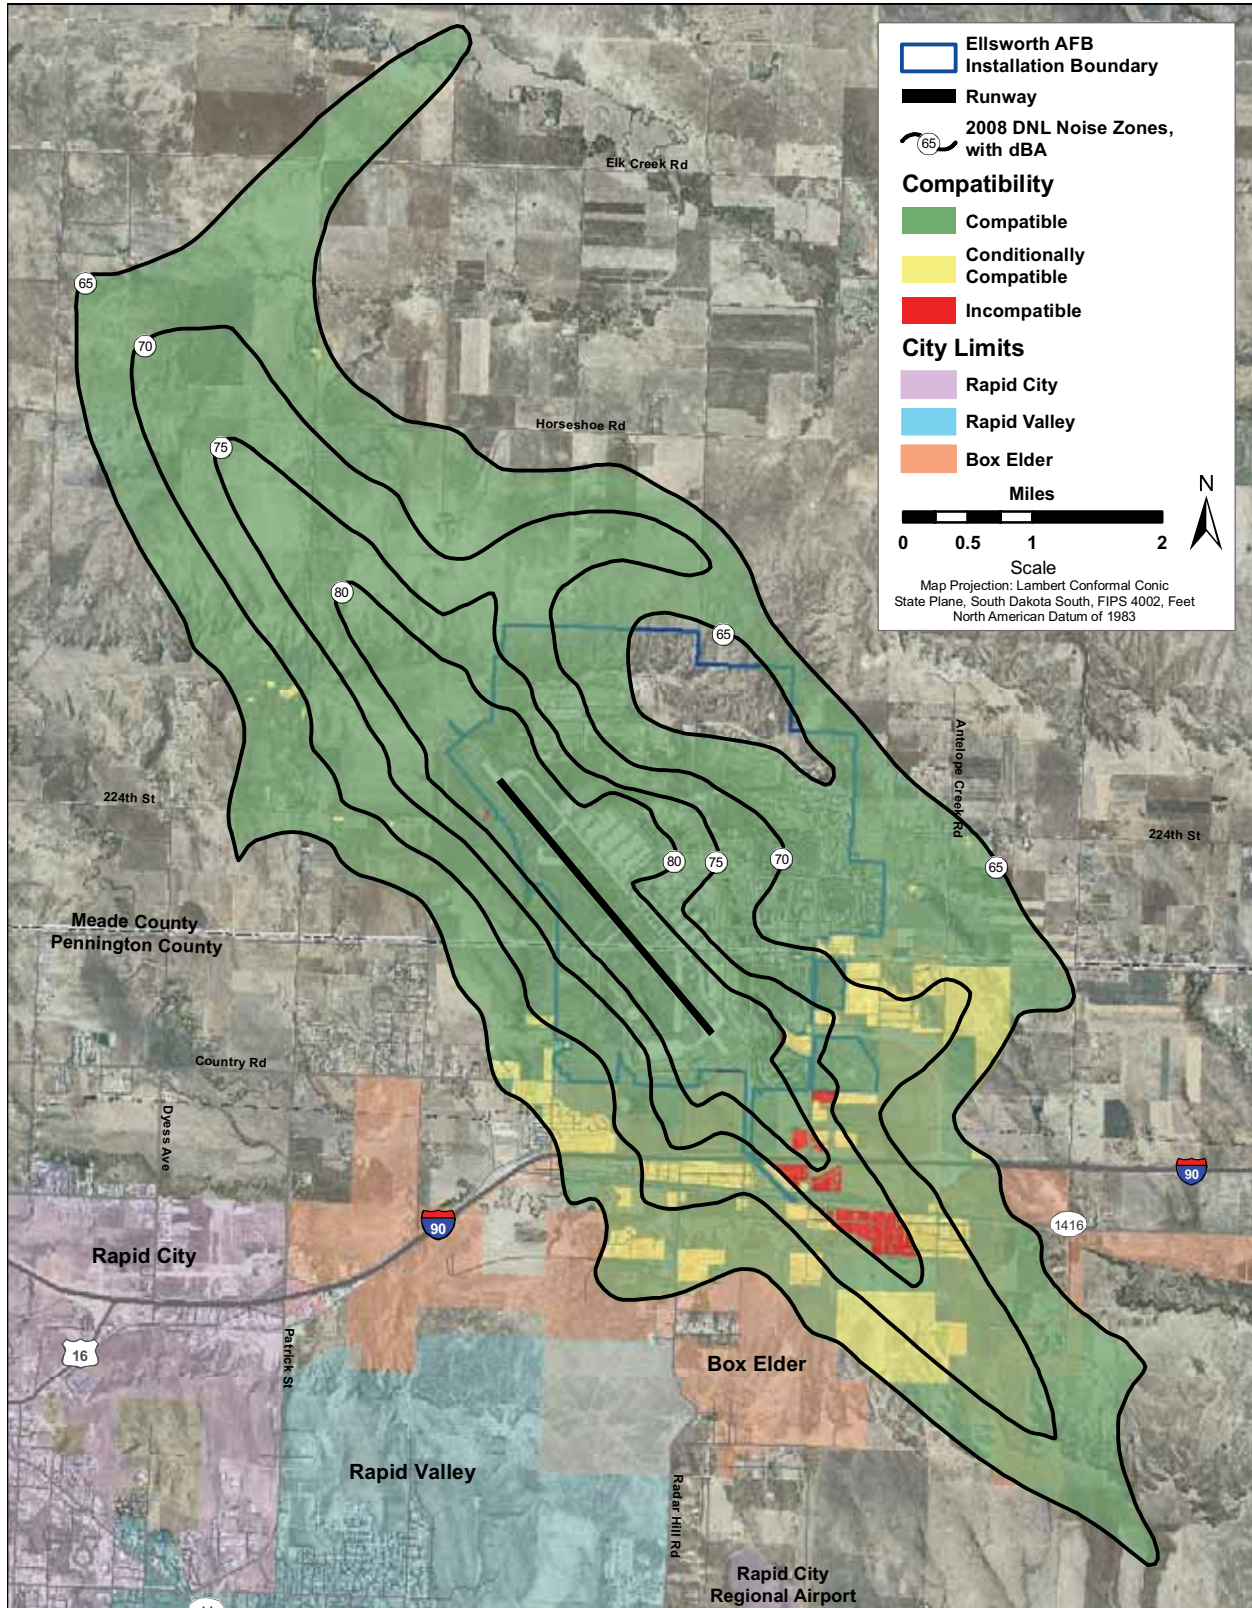 Ellsworth AFB
Installation Boundary
Runway
65
2008 DNL Noise Zones,
with dBA
Compatibility
Compatible
Conditionally
Compatible
Incompatible
City Limits
Rapid City
Rapid Valley
Box Elder
Miles
0 0.5 1 2
Scale
Map Projection: Lambert Conformal Conic
State Plane, South Dakota South, FIPS 4002, Feet
North American Datum of 1983
N
Elk Creek Rd
65
70
Horseshoe Rd
75
80
65
Antelope Creek Rd
224th St
224th St
80
75
70
65
Meade County
Pennington County
Country Rd
Dyess Ave
90
90
1416
Rapid City
16
Patrick St
Box Elder
Rapid Valley
Radar Hill Rd
Rapid City
Regional Airport